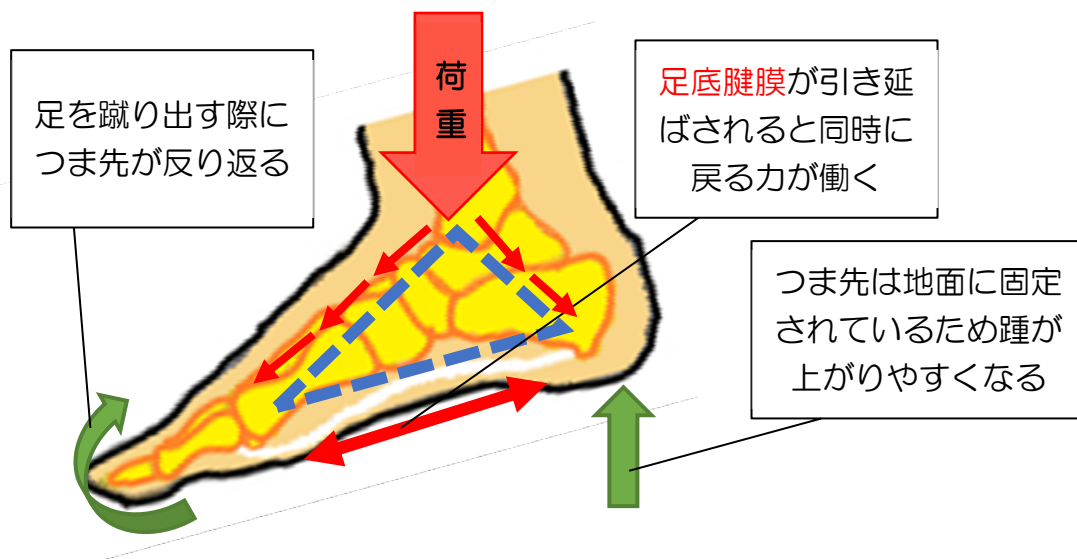 足を蹴り出す際に
つま先が反り返る
荷
重
足底腱膜が引き延
ばされると同時に
戻る力が働く
つま先は地面に固定
されているため踵が
上がりやすくなる